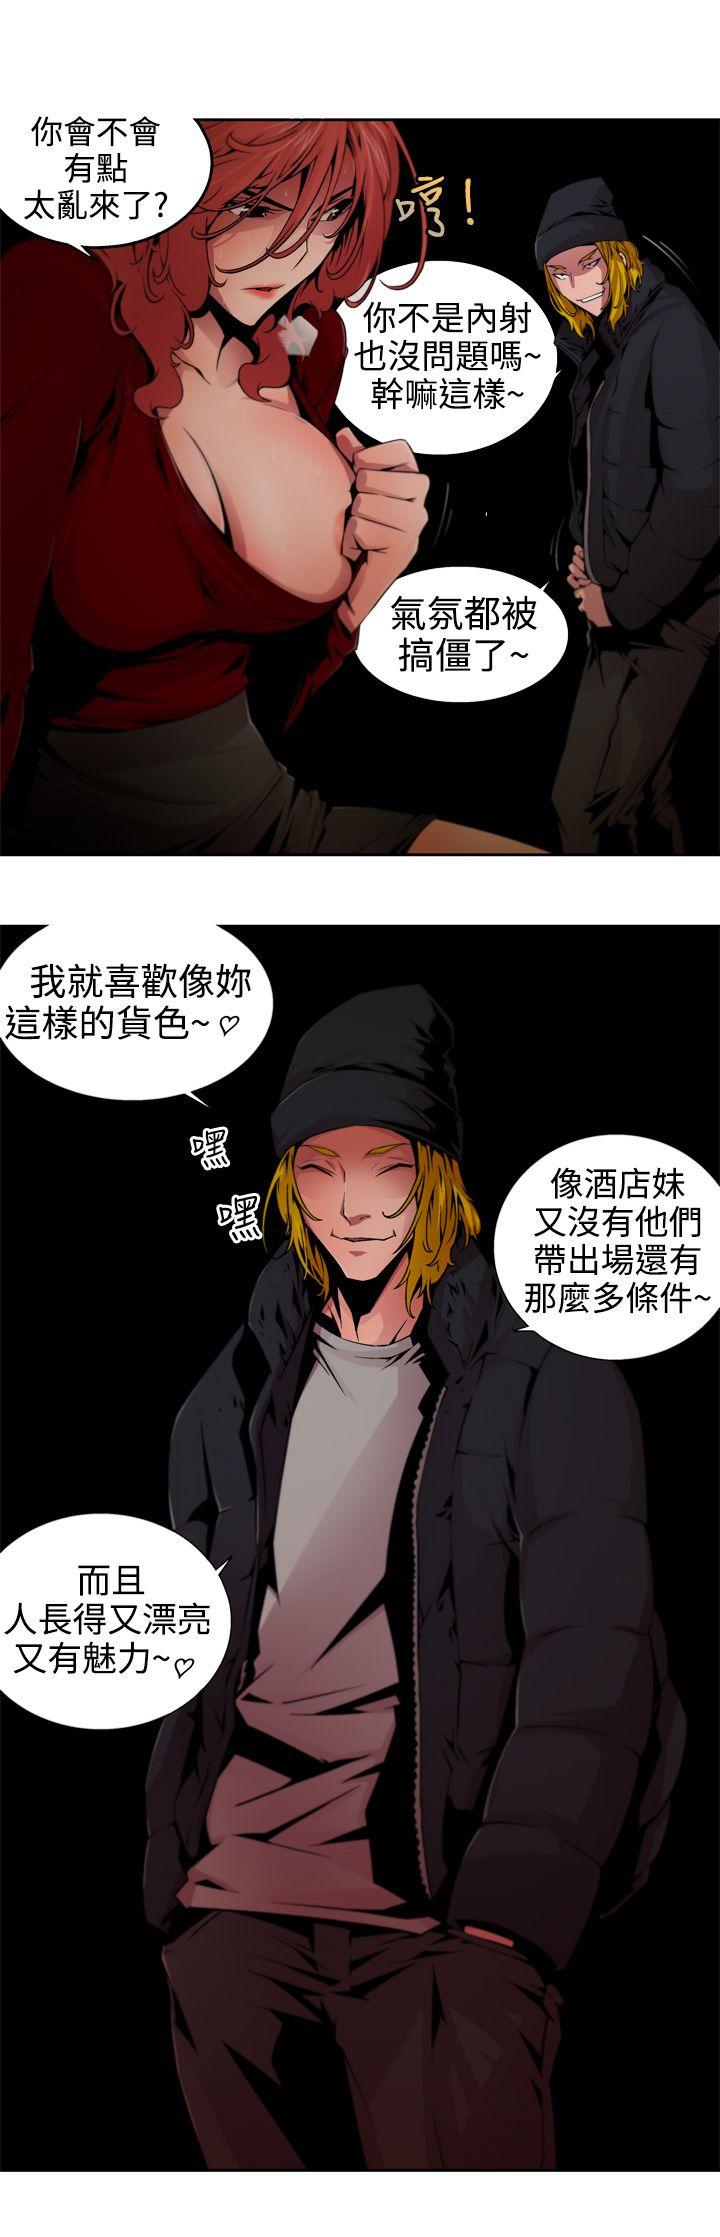 你會不會
有點
太亂來了?
哼!
你不是內射
也沒問題嗎~
幹嘛這樣~
氣氛都被
搞僵了~
我就喜歡像妳
這樣的貨色~♡
嘿
嘿
像酒店妹
又沒有他們
帶出場還有
那麼多條件~
而且
人長得又漂亮
又有魅力~♡